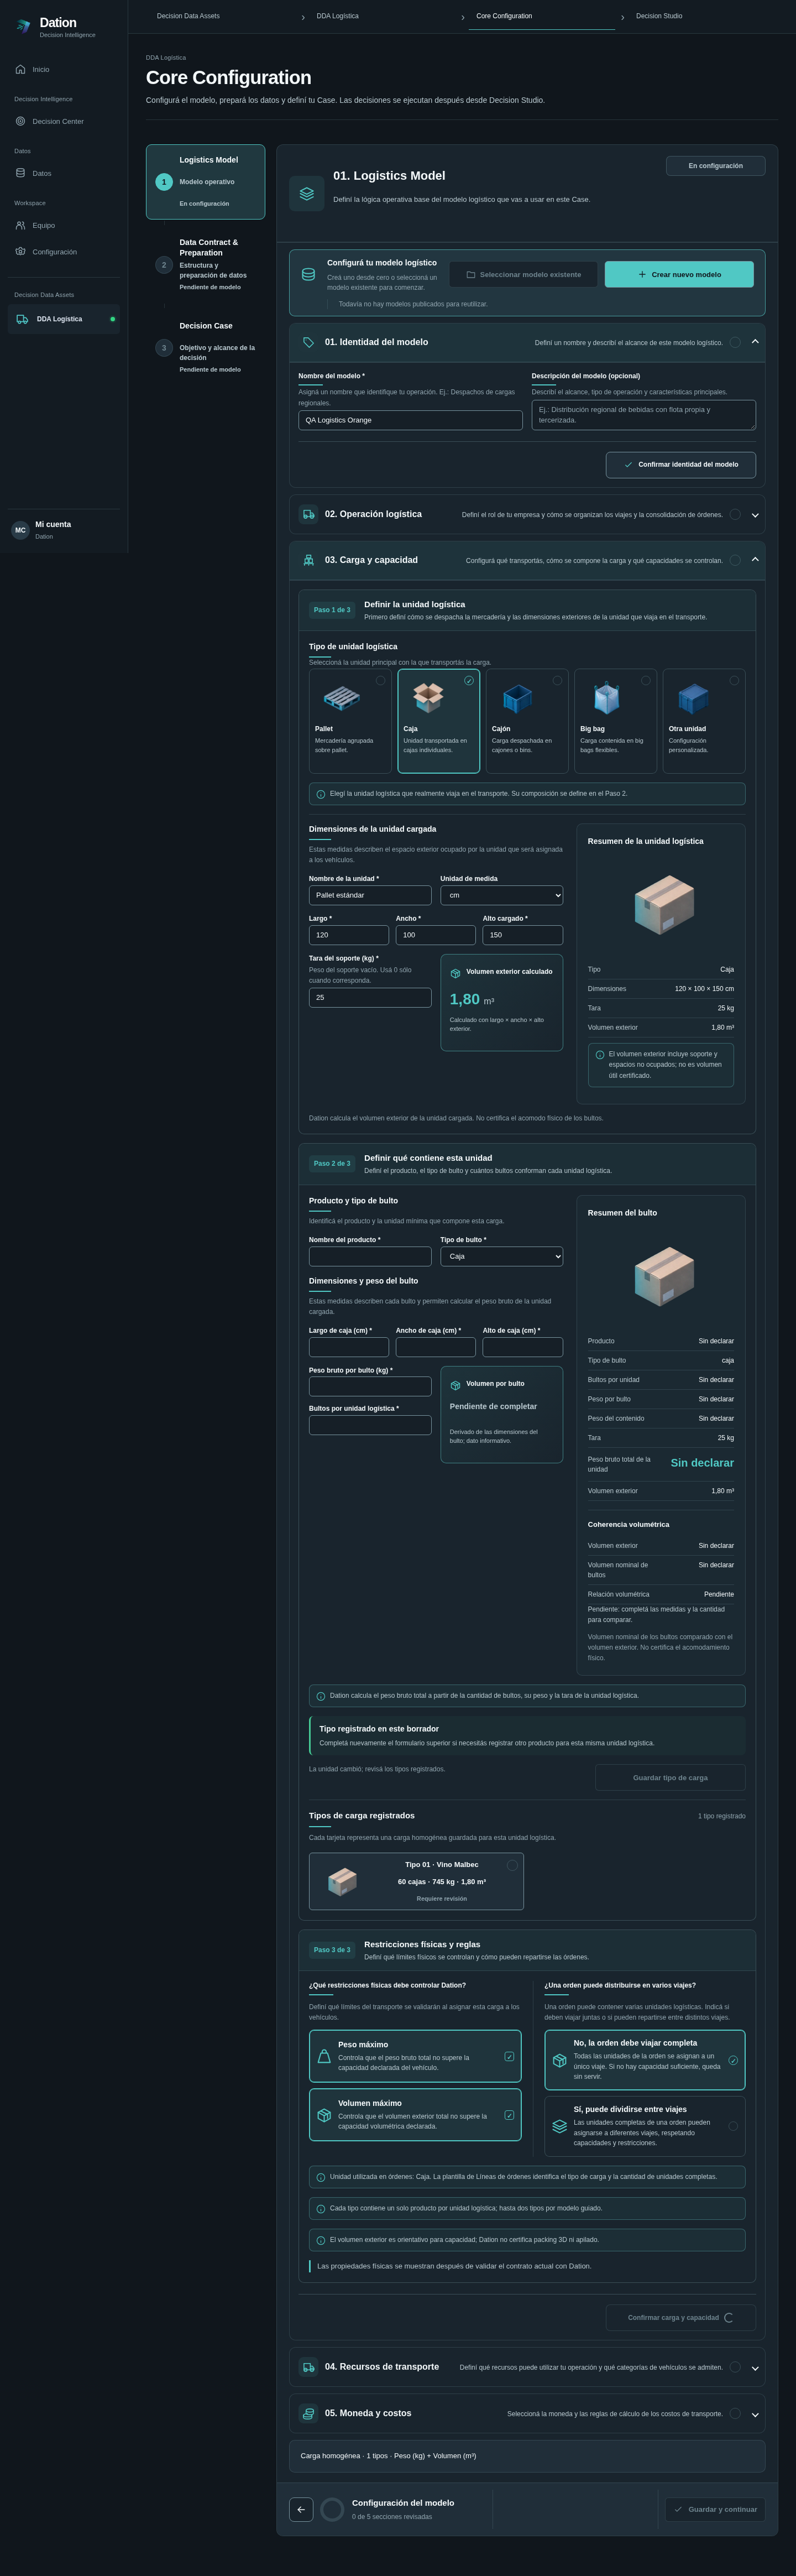 Dation
Decision Intelligence
Inicio
Decision Intelligence
Decision Center
Datos
Datos
Workspace
Equipo
Configuración
Decision Data Assets
DDA Logística
MC
Mi cuenta
Dation
Decision Data Assets
DDA Logística
Core Configuration
Decision Studio
DDA Logística
Core Configuration
Configurá el modelo, prepará los datos y definí tu Case. Las decisiones se ejecutan después desde Decision Studio.
Logistics Model
1
Modelo operativo
En configuración
Data Contract &
Preparation
2
Estructura y
preparación de datos
Pendiente de modelo
Decision Case
3
Objetivo y alcance de la
decisión
Pendiente de modelo
01. Logistics Model
Definí la lógica operativa base del modelo logístico que vas a usar en este Case.
En configuración
Configurá tu modelo logístico
Creá uno desde cero o seleccioná un
modelo existente para comenzar.
Seleccionar modelo existente
Crear nuevo modelo
Todavía no hay modelos publicados para reutilizar.
01. Identidad del modelo
Definí un nombre y describí el alcance de este modelo logístico.
Nombre del modelo *
Asigná un nombre que identifique tu operación. Ej.: Despachos de cargas
regionales.
QA Logistics Orange
Descripción del modelo (opcional)
Describí el alcance, tipo de operación y características principales.
Ej.: Distribución regional de bebidas con flota propia y
tercerizada.
Confirmar identidad del modelo
02. Operación logística
Definí el rol de tu empresa y cómo se organizan los viajes y la consolidación de órdenes.
03. Carga y capacidad
Configurá qué transportás, cómo se compone la carga y qué capacidades se controlan.
Paso 1 de 3
Definir la unidad logística
Primero definí cómo se despacha la mercadería y las dimensiones exteriores de la unidad que viaja en el transporte.
Tipo de unidad logística
Seleccioná la unidad principal con la que transportás la carga.
Pallet
Mercadería agrupada
sobre pallet.
Caja
Unidad transportada en
cajas individuales.
Cajón
Carga despachada en
cajones o bins.
Big bag
Carga contenida en big
bags flexibles.
Otra unidad
Configuración
personalizada.
Elegí la unidad logística que realmente viaja en el transporte. Su composición se define en el Paso 2.
Dimensiones de la unidad cargada
Estas medidas describen el espacio exterior ocupado por la unidad que será asignada
a los vehículos.
Nombre de la unidad *
Pallet estándar
Unidad de medida
cm
Largo *
120
Ancho *
100
Alto cargado *
150
Tara del soporte (kg) *
Peso del soporte vacío. Usá 0 sólo
cuando corresponda.
25
Volumen exterior calculado
1,80 m³
Calculado con largo × ancho × alto
exterior.
Resumen de la unidad logística
Tipo
Caja
Dimensiones
120 × 100 × 150 cm
Tara
25 kg
Volumen exterior
1,80 m³
El volumen exterior incluye soporte y
espacios no ocupados; no es volumen
útil certificado.
Dation calcula el volumen exterior de la unidad cargada. No certifica el acomodo físico de los bultos.
Paso 2 de 3
Definir qué contiene esta unidad
Definí el producto, el tipo de bulto y cuántos bultos conforman cada unidad logística.
Producto y tipo de bulto
Identificá el producto y la unidad mínima que compone esta carga.
Nombre del producto *
Tipo de bulto *
Caja
Dimensiones y peso del bulto
Estas medidas describen cada bulto y permiten calcular el peso bruto de la unidad
cargada.
Largo de caja (cm) *
Ancho de caja (cm) *
Alto de caja (cm) *
Peso bruto por bulto (kg) *
Bultos por unidad logística *
Volumen por bulto
Pendiente de completar
Derivado de las dimensiones del
bulto; dato informativo.
Resumen del bulto
Producto
Sin declarar
Tipo de bulto
caja
Bultos por unidad
Sin declarar
Peso por bulto
Sin declarar
Peso del contenido
Sin declarar
Tara
25 kg
Peso bruto total de la
unidad
Sin declarar
Volumen exterior
1,80 m³
Coherencia volumétrica
Volumen exterior
Sin declarar
Volumen nominal de
bultos
Sin declarar
Relación volumétrica
Pendiente
Pendiente: completá las medidas y la cantidad
para comparar.
Volumen nominal de los bultos comparado con el
volumen exterior. No certifica el acomodamiento
físico.
Dation calcula el peso bruto total a partir de la cantidad de bultos, su peso y la tara de la unidad logística.
Tipo registrado en este borrador
Completá nuevamente el formulario superior si necesitás registrar otro producto para esta misma unidad logística.
La unidad cambió; revisá los tipos registrados.
Guardar tipo de carga
Tipos de carga registrados
1 tipo registrado
Cada tarjeta representa una carga homogénea guardada para esta unidad logística.
Tipo 01 · Vino Malbec
60 cajas · 745 kg · 1,80 m³
Requiere revisión
Paso 3 de 3
Restricciones físicas y reglas
Definí qué límites físicos se controlan y cómo pueden repartirse las órdenes.
¿Qué restricciones físicas debe controlar Dation?
Definí qué límites del transporte se validarán al asignar esta carga a los
vehículos.
Peso máximo
Controla que el peso bruto total no supere la
capacidad declarada del vehículo.
Volumen máximo
Controla que el volumen exterior total no supere la
capacidad volumétrica declarada.
¿Una orden puede distribuirse en varios viajes?
Una orden puede contener varias unidades logísticas. Indicá si
deben viajar juntas o si pueden repartirse entre distintos viajes.
No, la orden debe viajar completa
Todas las unidades de la orden se asignan a un
único viaje. Si no hay capacidad suficiente, queda
sin servir.
Sí, puede dividirse entre viajes
Las unidades completas de una orden pueden
asignarse a diferentes viajes, respetando
capacidades y restricciones.
Unidad utilizada en órdenes: Caja. La plantilla de Líneas de órdenes identifica el tipo de carga y la cantidad de unidades completas.
Cada tipo contiene un solo producto por unidad logística; hasta dos tipos por modelo guiado.
El volumen exterior es orientativo para capacidad; Dation no certifica packing 3D ni apilado.
Las propiedades físicas se muestran después de validar el contrato actual con Dation.
Confirmar carga y capacidad
04. Recursos de transporte
Definí qué recursos puede utilizar tu operación y qué categorías de vehículos se admiten.
05. Moneda y costos
Seleccioná la moneda y las reglas de cálculo de los costos de transporte.
Carga homogénea · 1 tipos · Peso (kg) + Volumen (m³)
Configuración del modelo
0 de 5 secciones revisadas
Guardar y continuar